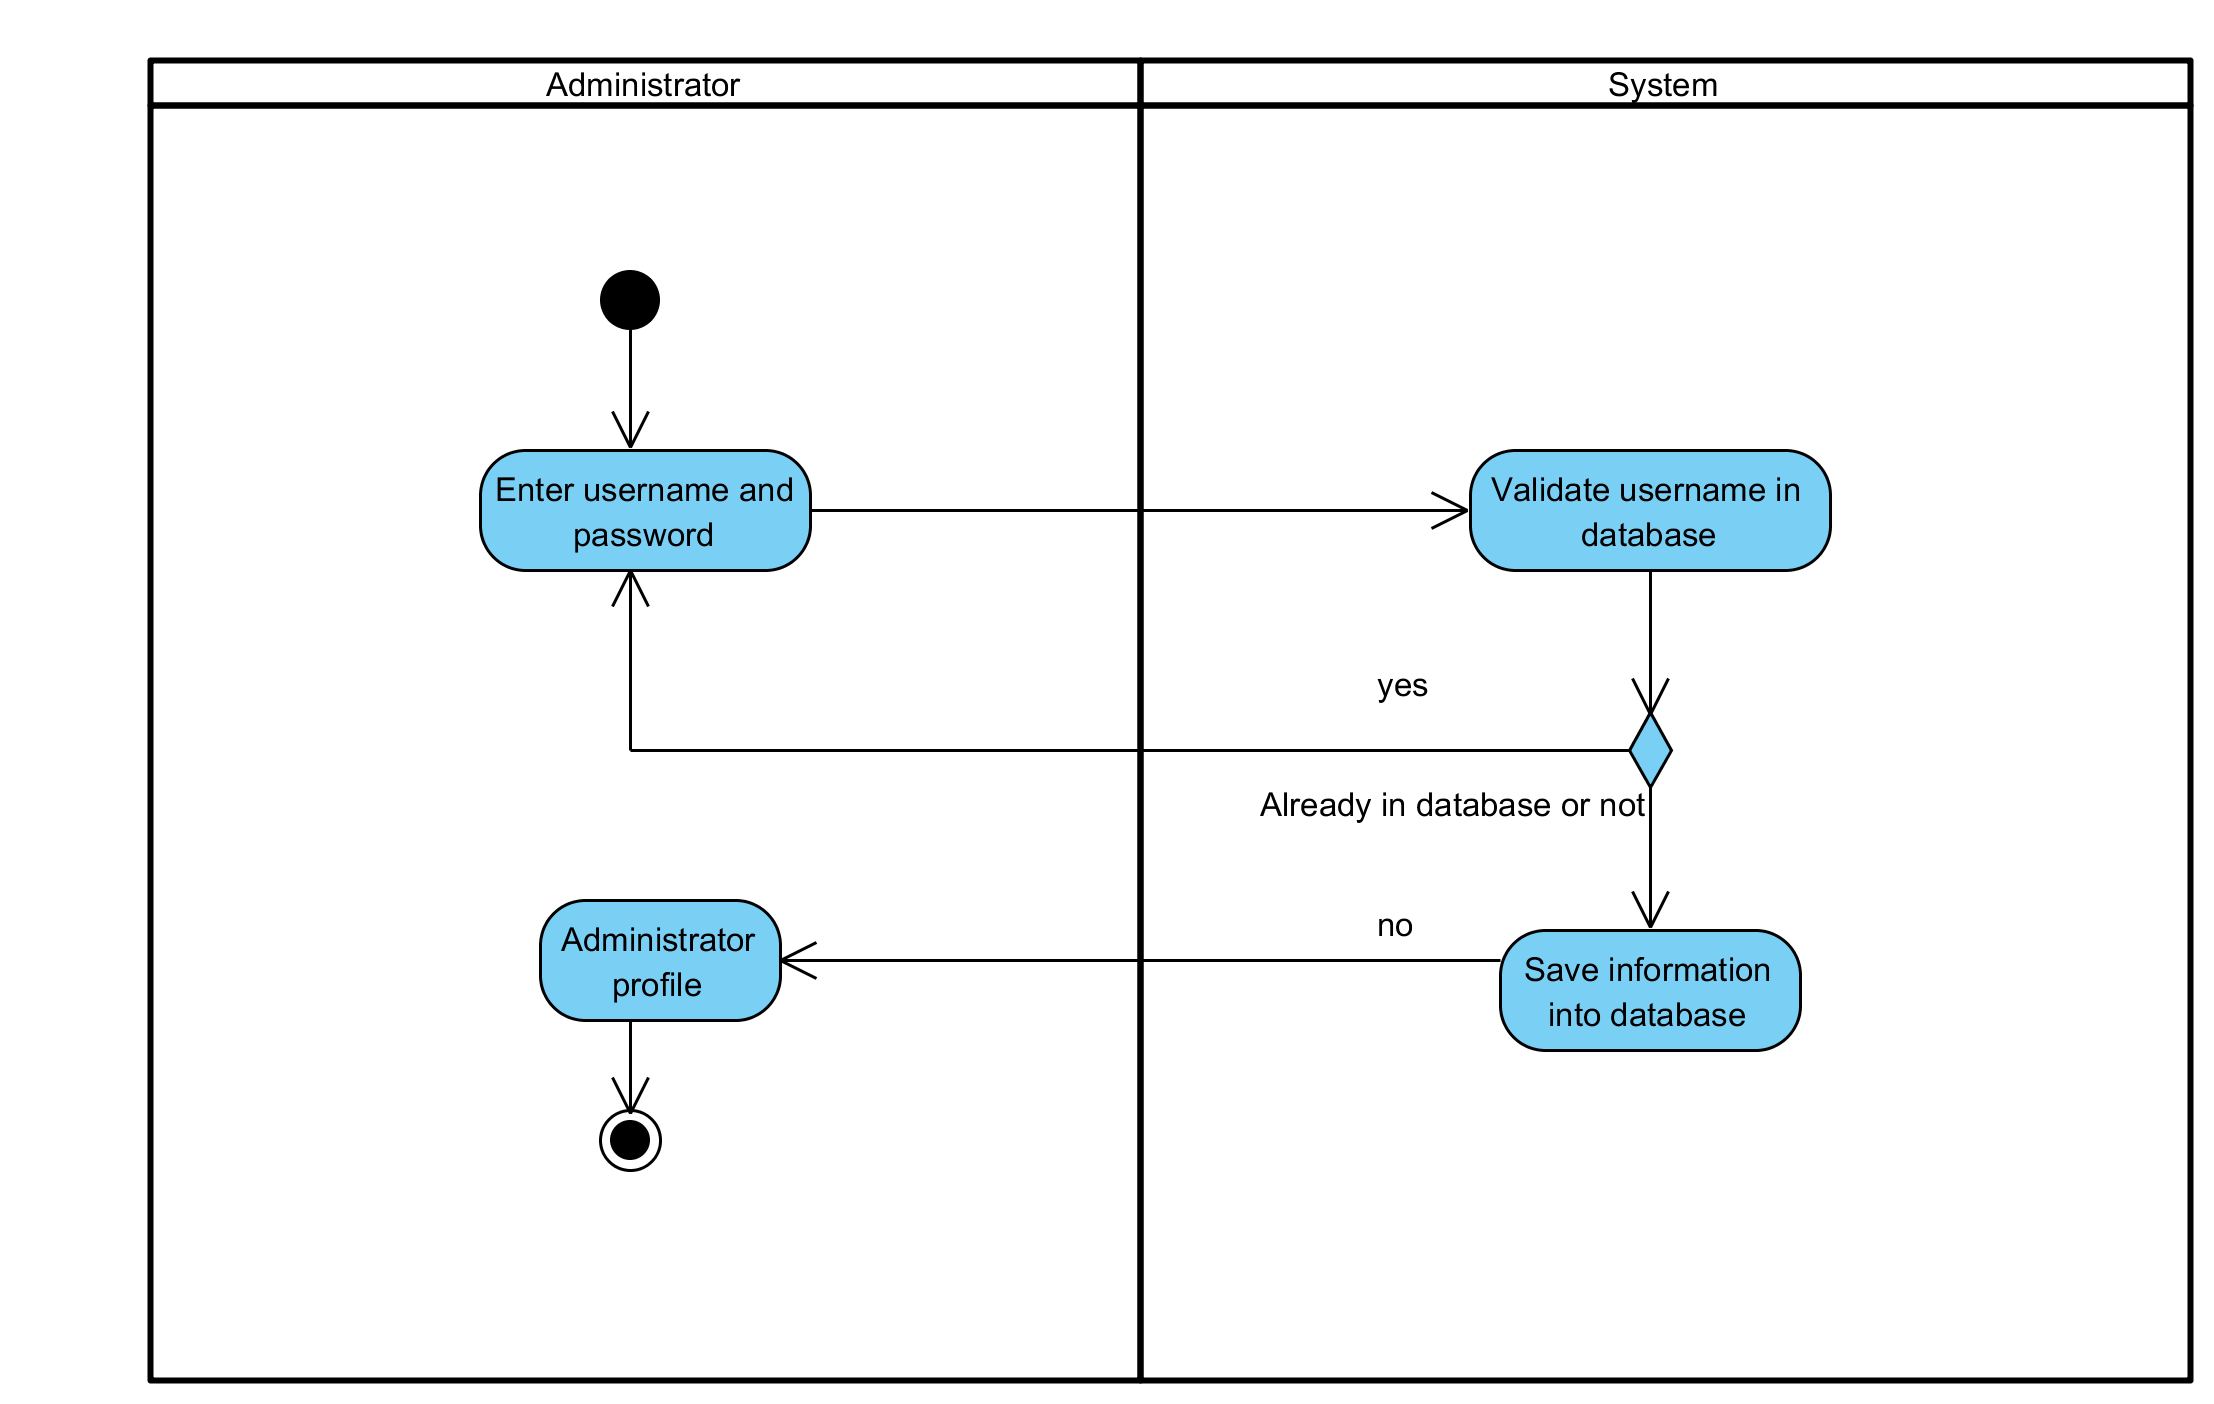 Administrator
System
Enter username and
password
Validate username in
database
yes
Already in database or not
Administrator
profile
no
Save information
into database